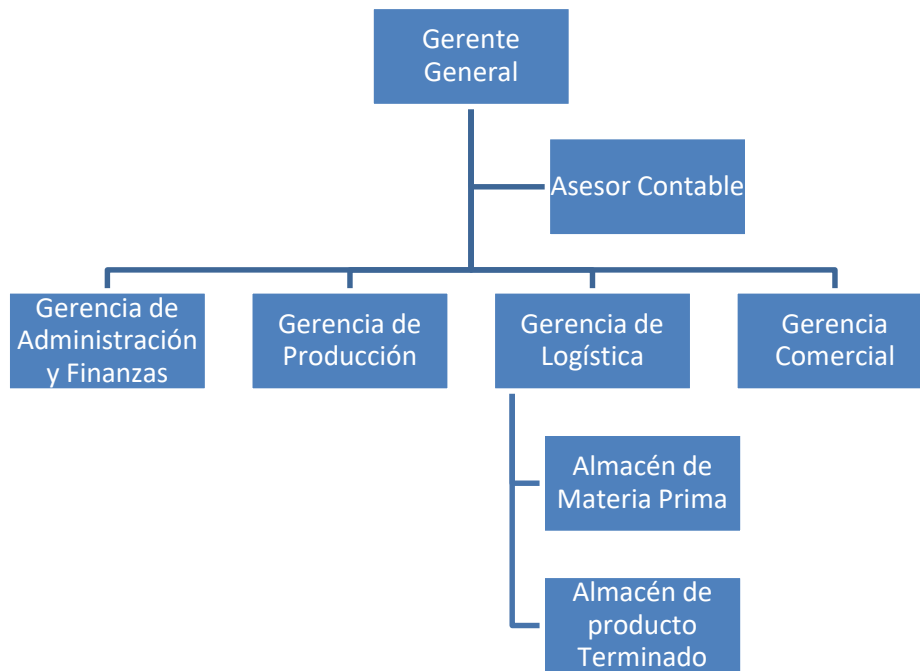 Gerente
General
Asesor Contable
Gerencia de
Administración
y Finanzas
Gerencia de
Producción
Gerencia de
Logística
Gerencia
Comercial
Almacén de
Materia Prima
Almacén de
producto
Terminado